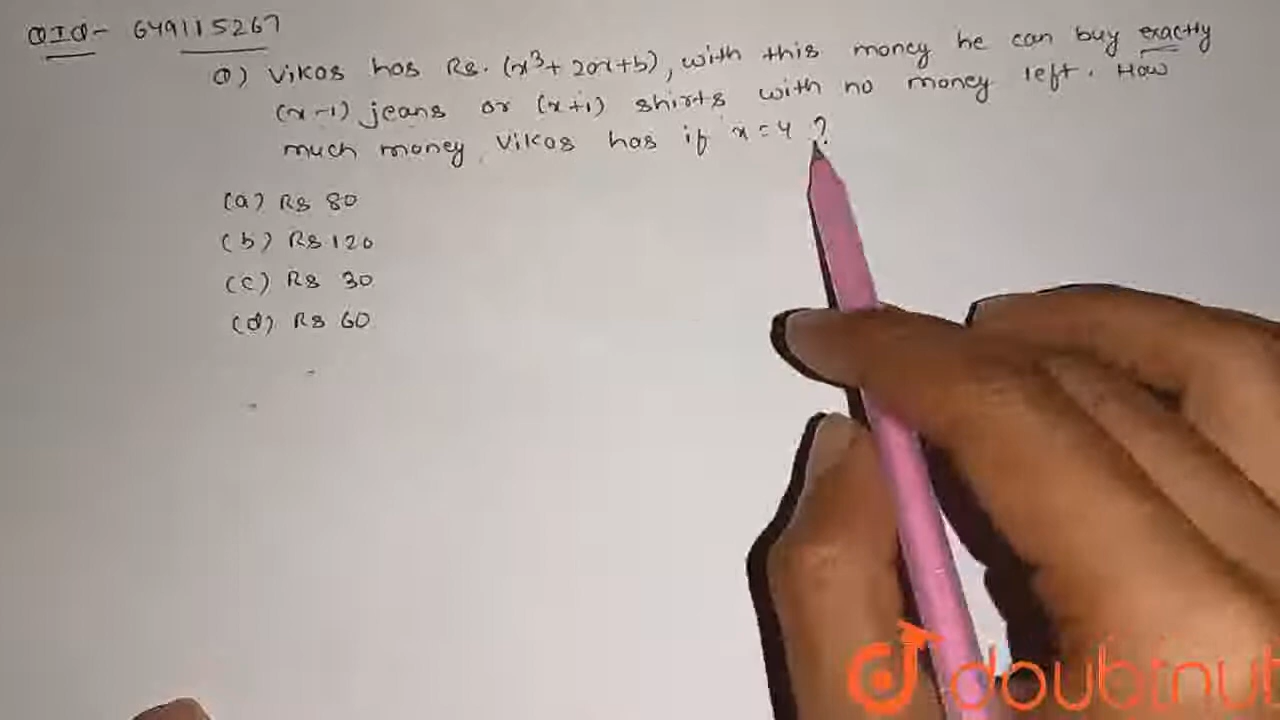 QID- 649115267
Q) Vikas has Rs. (x³+ 20x+b), with this money he can buy exactly
(x-1) jeans or (x+1) shirts with no money left. How
much money Vikas has if x=4?
(a) Rs 80
(b) Rs 120
(c) Rs 30
(d) Rs 60
doubtnut